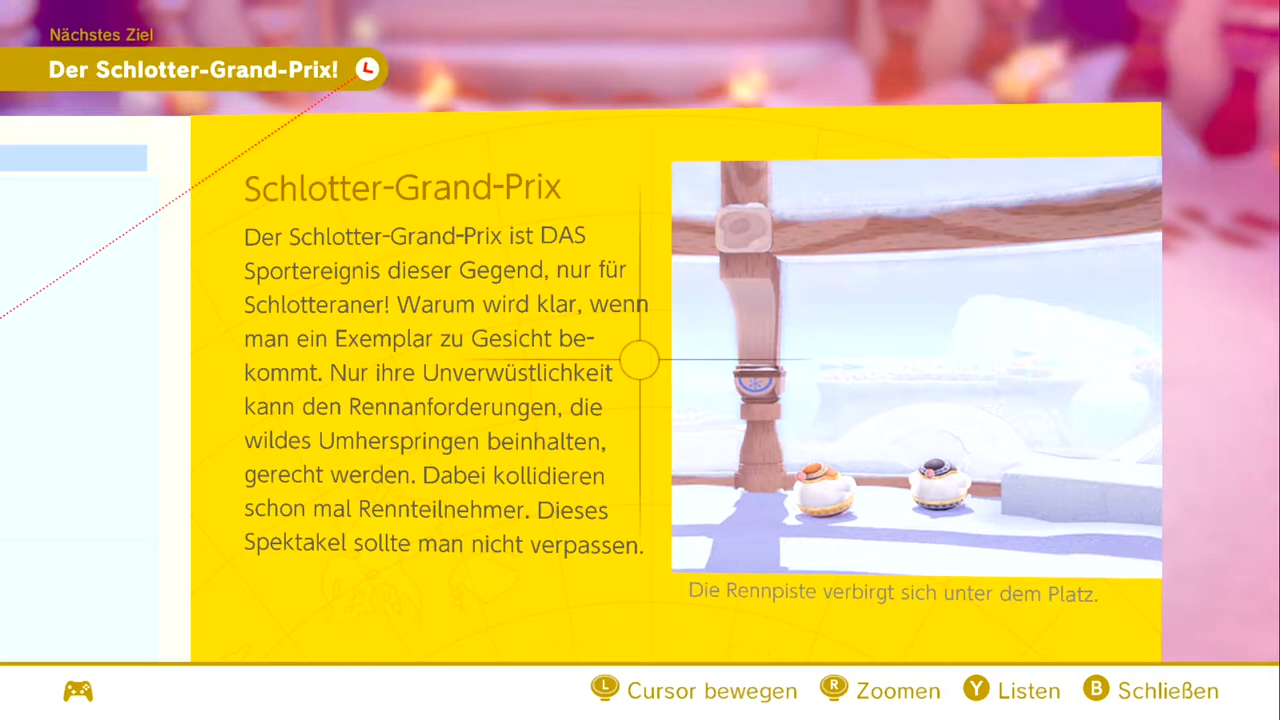 Nächstes Ziel
Der Schlotter-Grand-Prix!
Schlotter-Grand-Prix
Der Schlotter-Grand-Prix ist DAS
Sportereignis dieser Gegend, nur für
Schlotteraner! Warum wird klar, wenn
man ein Exemplar zu Gesicht be-
kommt. Nur ihre Unverwüstlichkeit
kann den Rennanforderungen, die
wildes Umherspringen beinhalten,
gerecht werden. Dabei kollidieren
schon mal Rennteilnehmer. Dieses
Spektakel sollte man nicht verpassen.
Die Rennpiste verbirgt sich unter dem Platz.
L Cursor bewegen R Zoomen Y Listen B Schließen